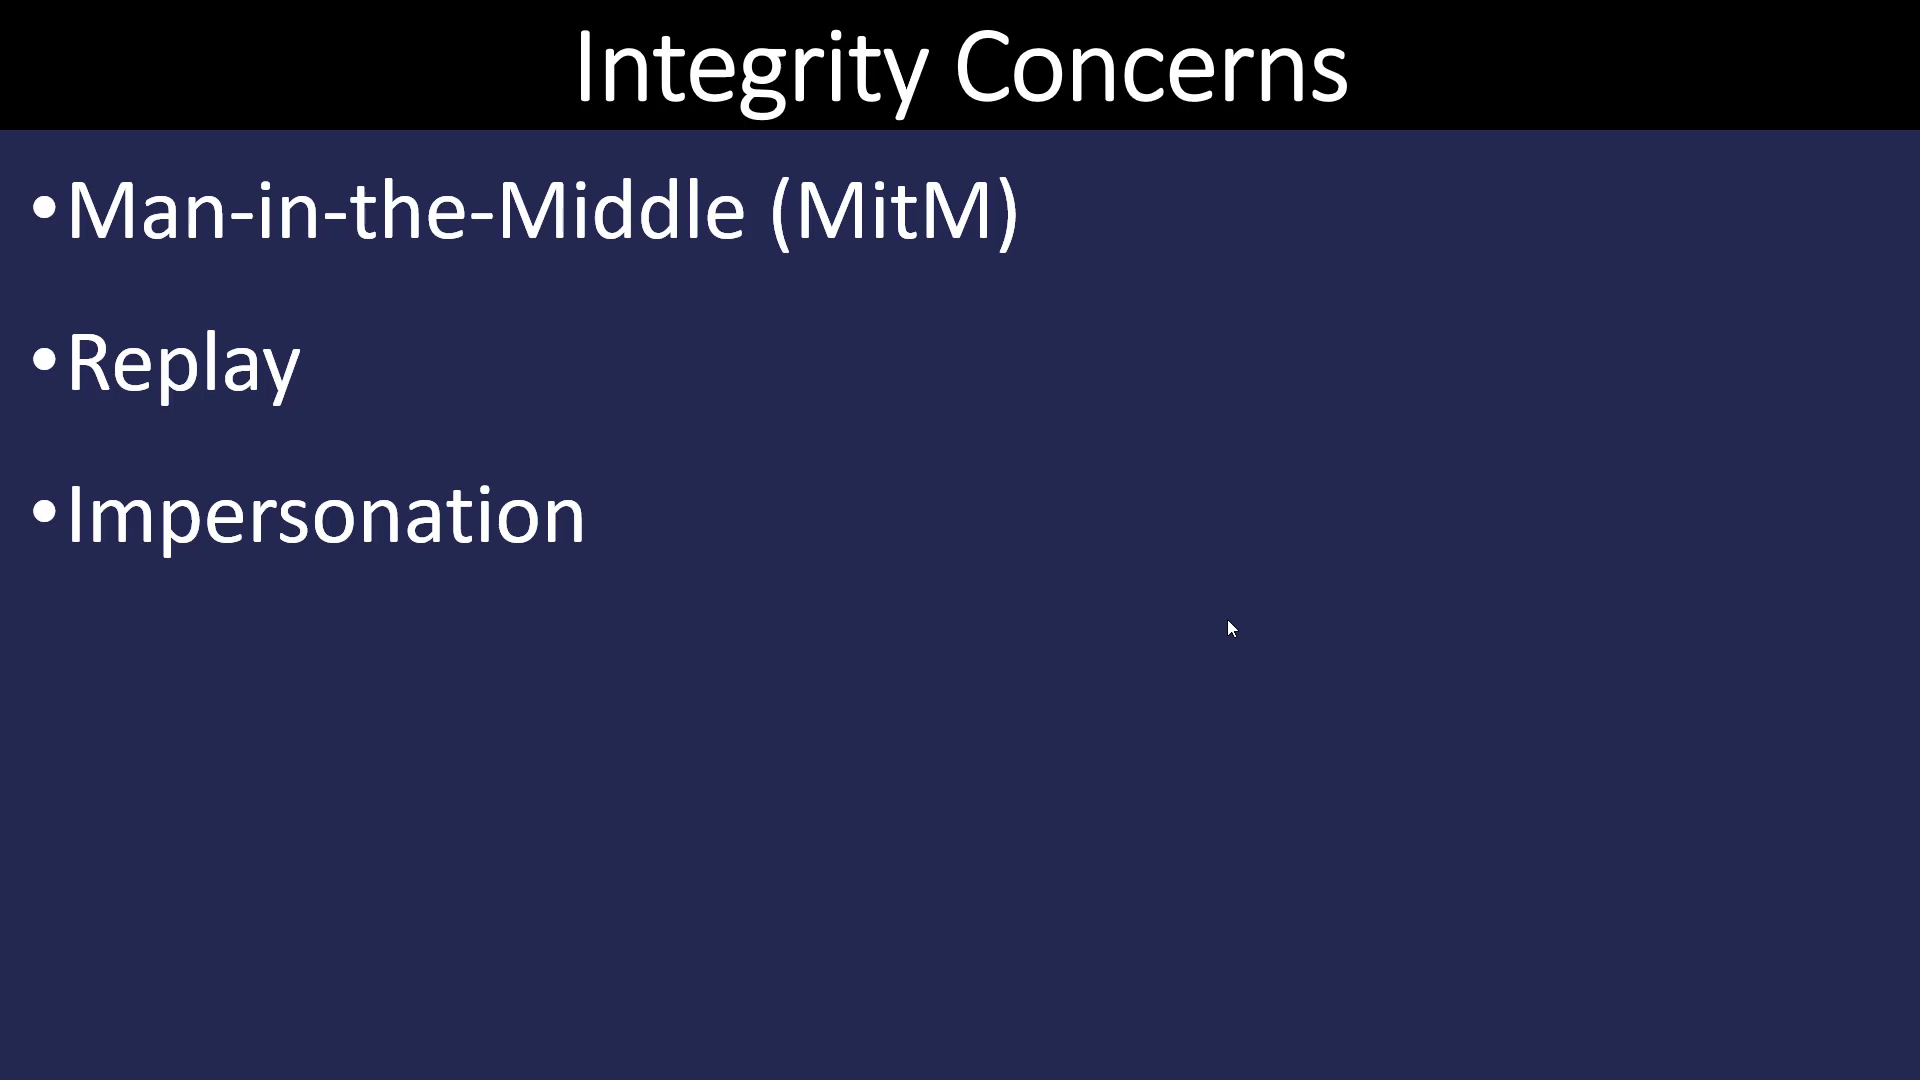 Integrity Concerns
•Man-in-the-Middle (MitM)
•Replay
•Impersonation